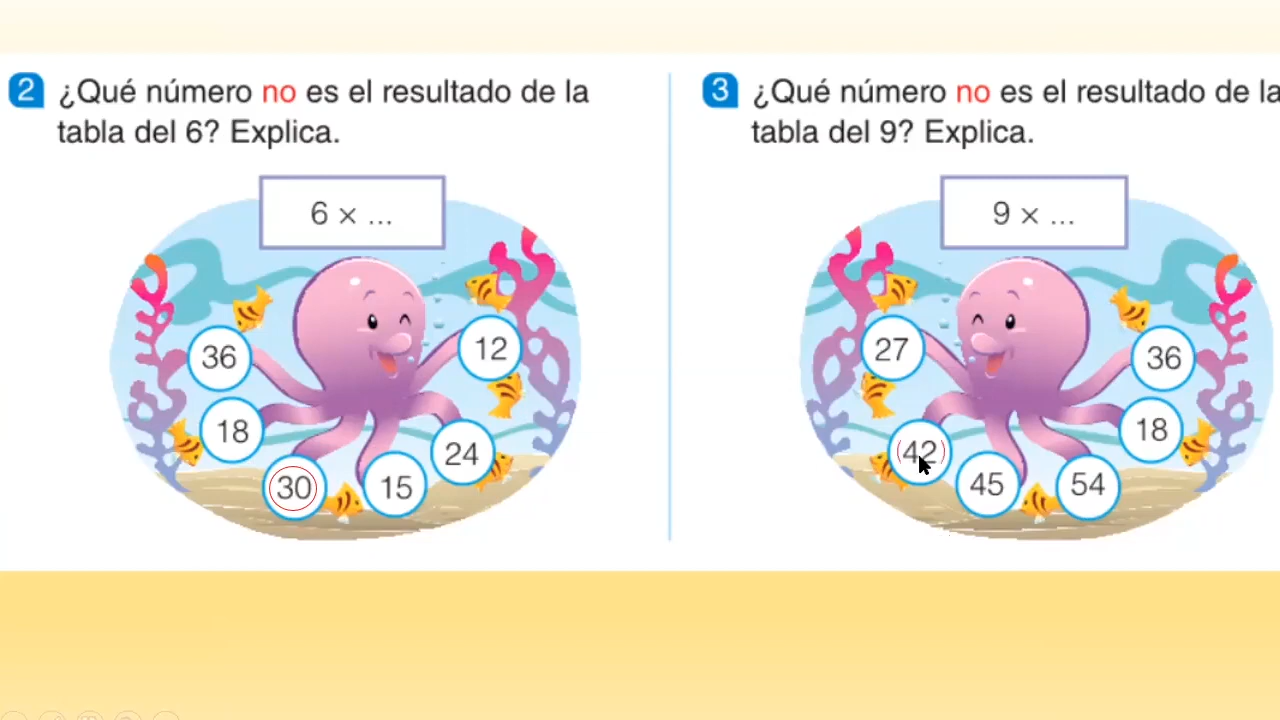 2 ¿Qué número no es el resultado de la
tabla del 6? Explica.
6 × ...
36
12
18
24
30
15
3 ¿Qué número no es el resultado de la
tabla del 9? Explica.
9 × ...
27
36
42
18
45
54